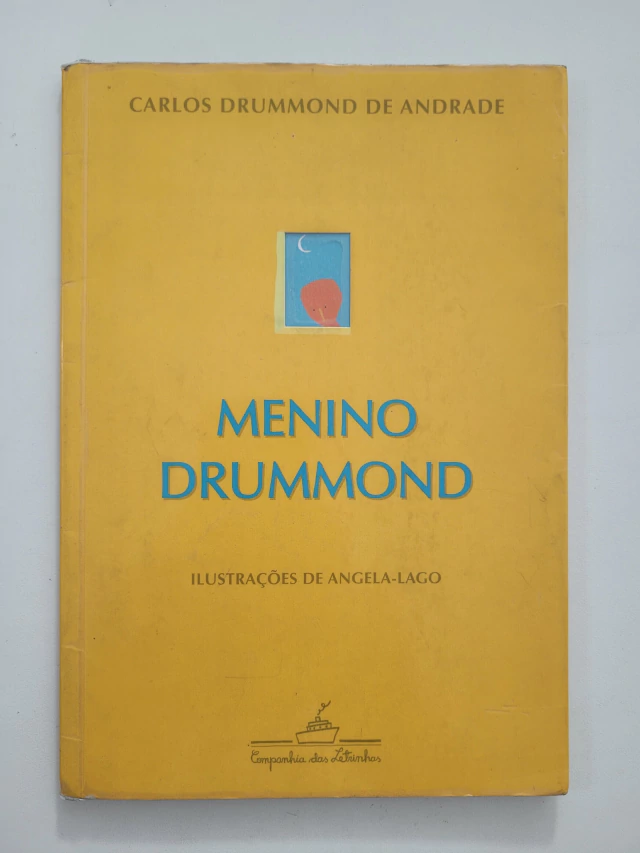 CARLOS DRUMMOND DE ANDRADE
MENINO
DRUMMOND
ILUSTRAÇÕES DE ANGELA-LAGO
Companhia das Letrinhas